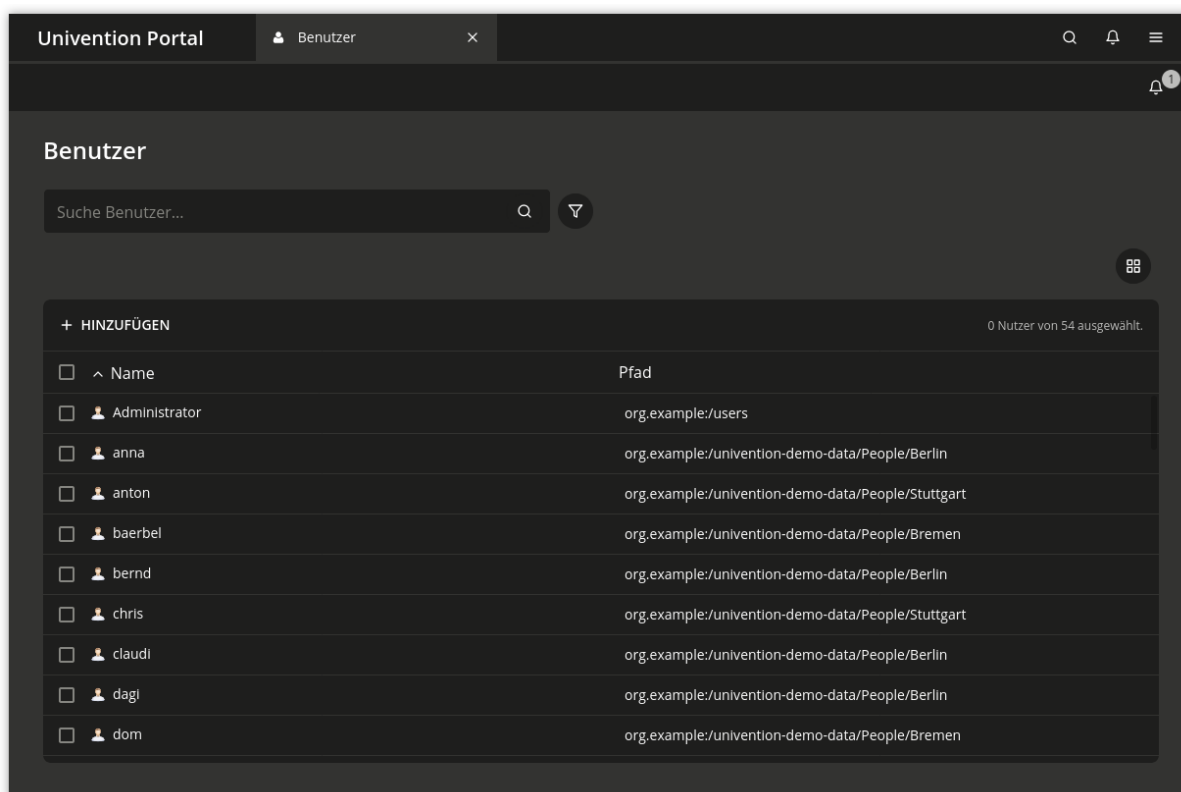 Univention Portal
Benutzer
1
Benutzer
Suche Benutzer...
HINZUFÜGEN
0 Nutzer von 54 ausgewählt.
Name Pfad
Administrator org.example:/users
anna org.example:/univention-demo-data/People/Berlin
anton org.example:/univention-demo-data/People/Stuttgart
baerbel org.example:/univention-demo-data/People/Bremen
bernd org.example:/univention-demo-data/People/Berlin
chris org.example:/univention-demo-data/People/Stuttgart
claudi org.example:/univention-demo-data/People/Berlin
dagi org.example:/univention-demo-data/People/Berlin
dom org.example:/univention-demo-data/People/Bremen